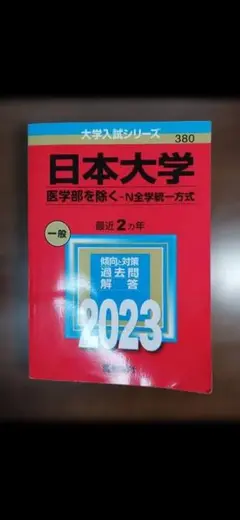 大学入試シリーズ
380
日本大学
医学部を除く-N全学統一方式
一般
最近2カ年
傾向と対策
過去問
解答
2023